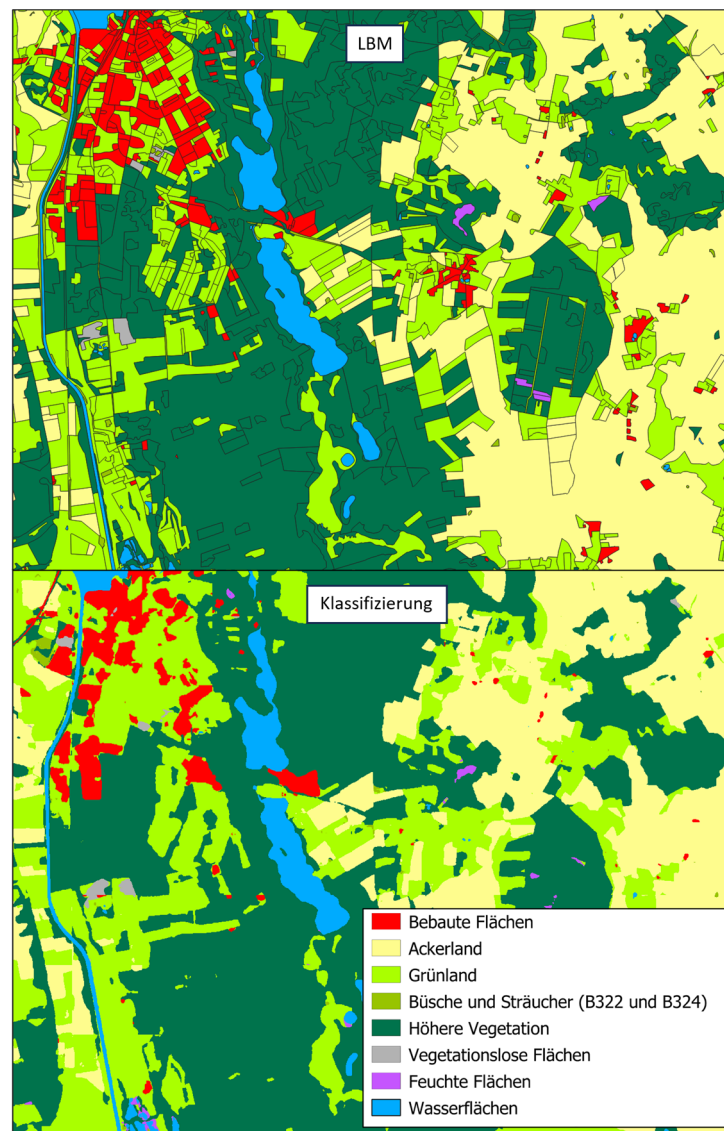 LBM
Klassifizierung
Bebaute Flächen
Ackerland
Grünland
Büsche und Sträucher (B322 und B324)
Höhere Vegetation
Vegetationslose Flächen
Feuchte Flächen
Wasserflächen